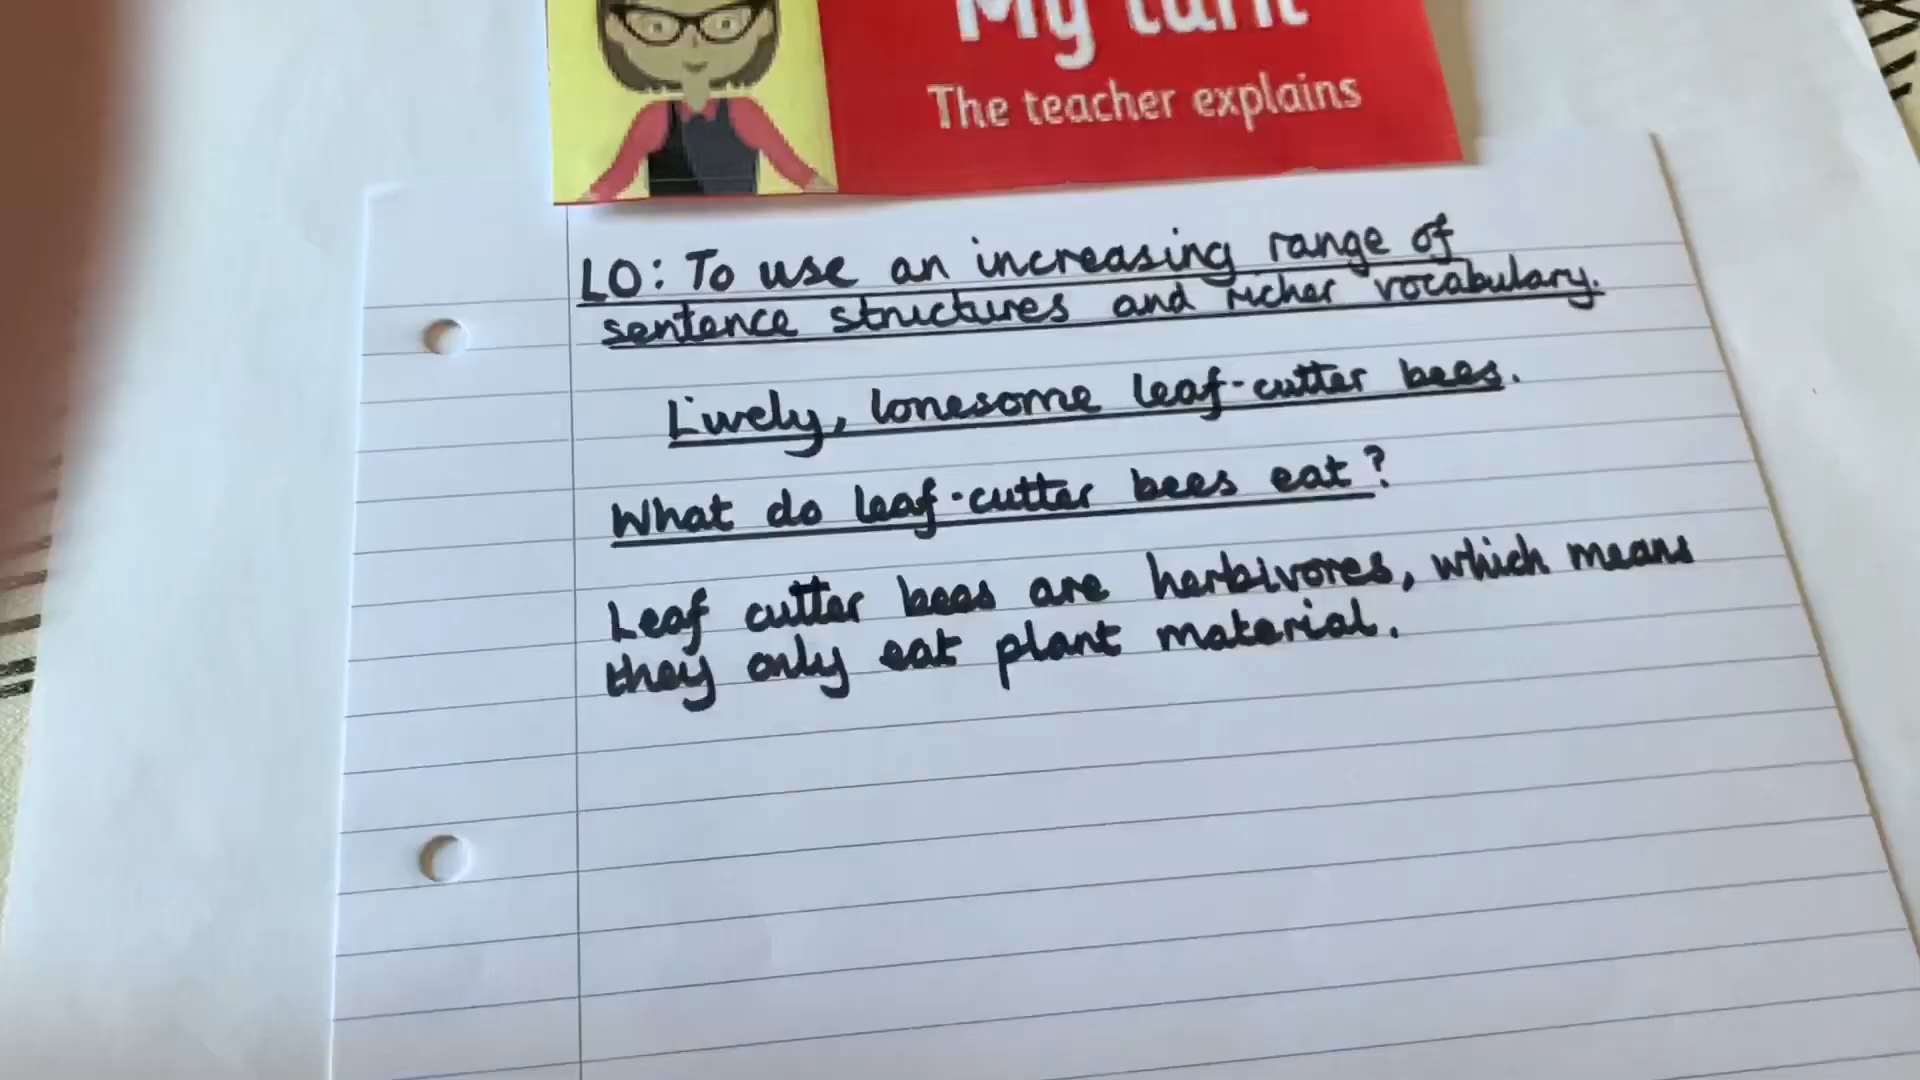 My turn
The teacher explains
LO: To use an increasing range of
sentence structures and richer vocabulary.
Lively, lonesome leaf-cutter bees.
What do leaf-cutter bees eat?
Leaf cutter bees are herbivores, which means
they only eat plant material.